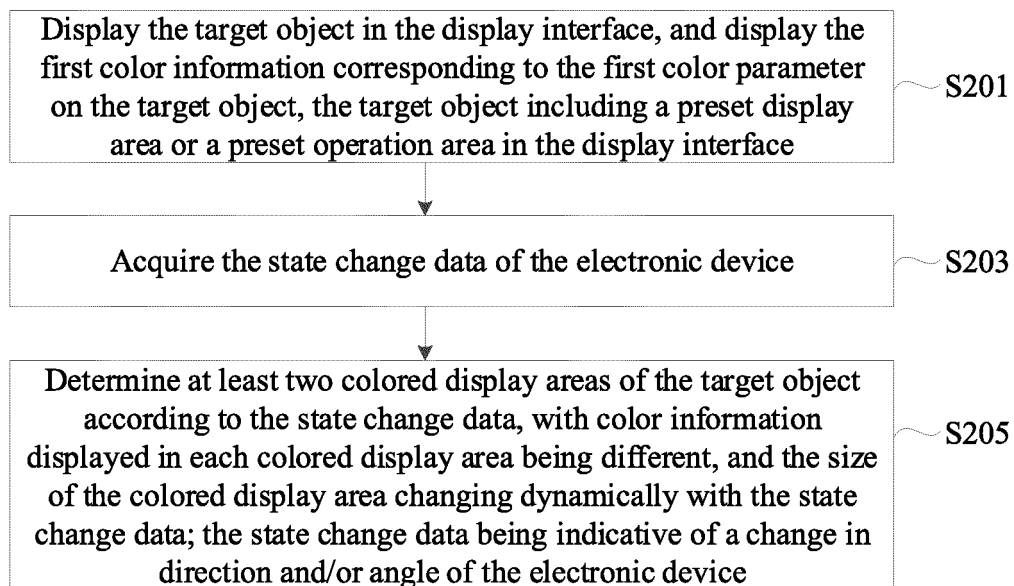 Display the target object in the display interface, and display the
first color information corresponding to the first color parameter
on the target object, the target object including a preset display
area or a preset operation area in the display interface
S201
Acquire the state change data of the electronic device
S203
Determine at least two colored display areas of the target object
according to the state change data, with color information
displayed in each colored display area being different, and the size
of the colored display area changing dynamically with the state
change data; the state change data being indicative of a change in
direction and/or angle of the electronic device
S205